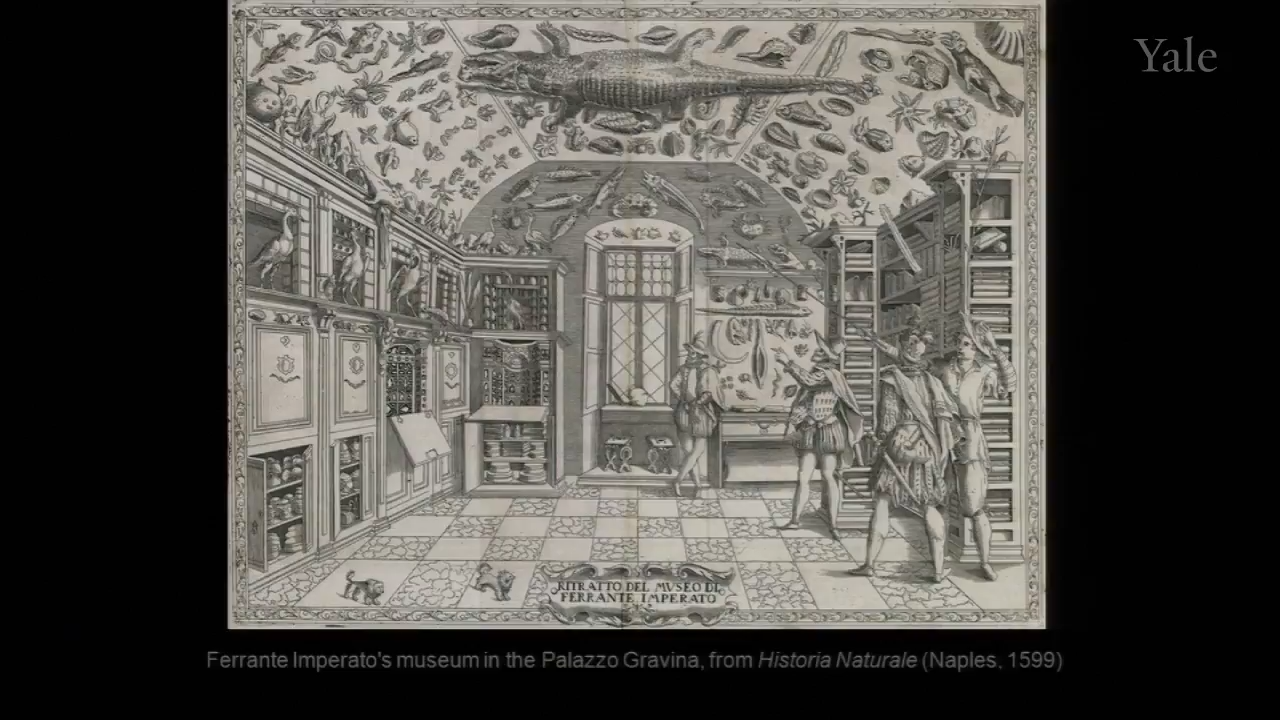 Yale
RITRATTO DEL MVSEO DI
FERRANTE IMPERATO
Ferrante Imperato's museum in the Palazzo Gravina, from Historia Naturale (Naples, 1599)